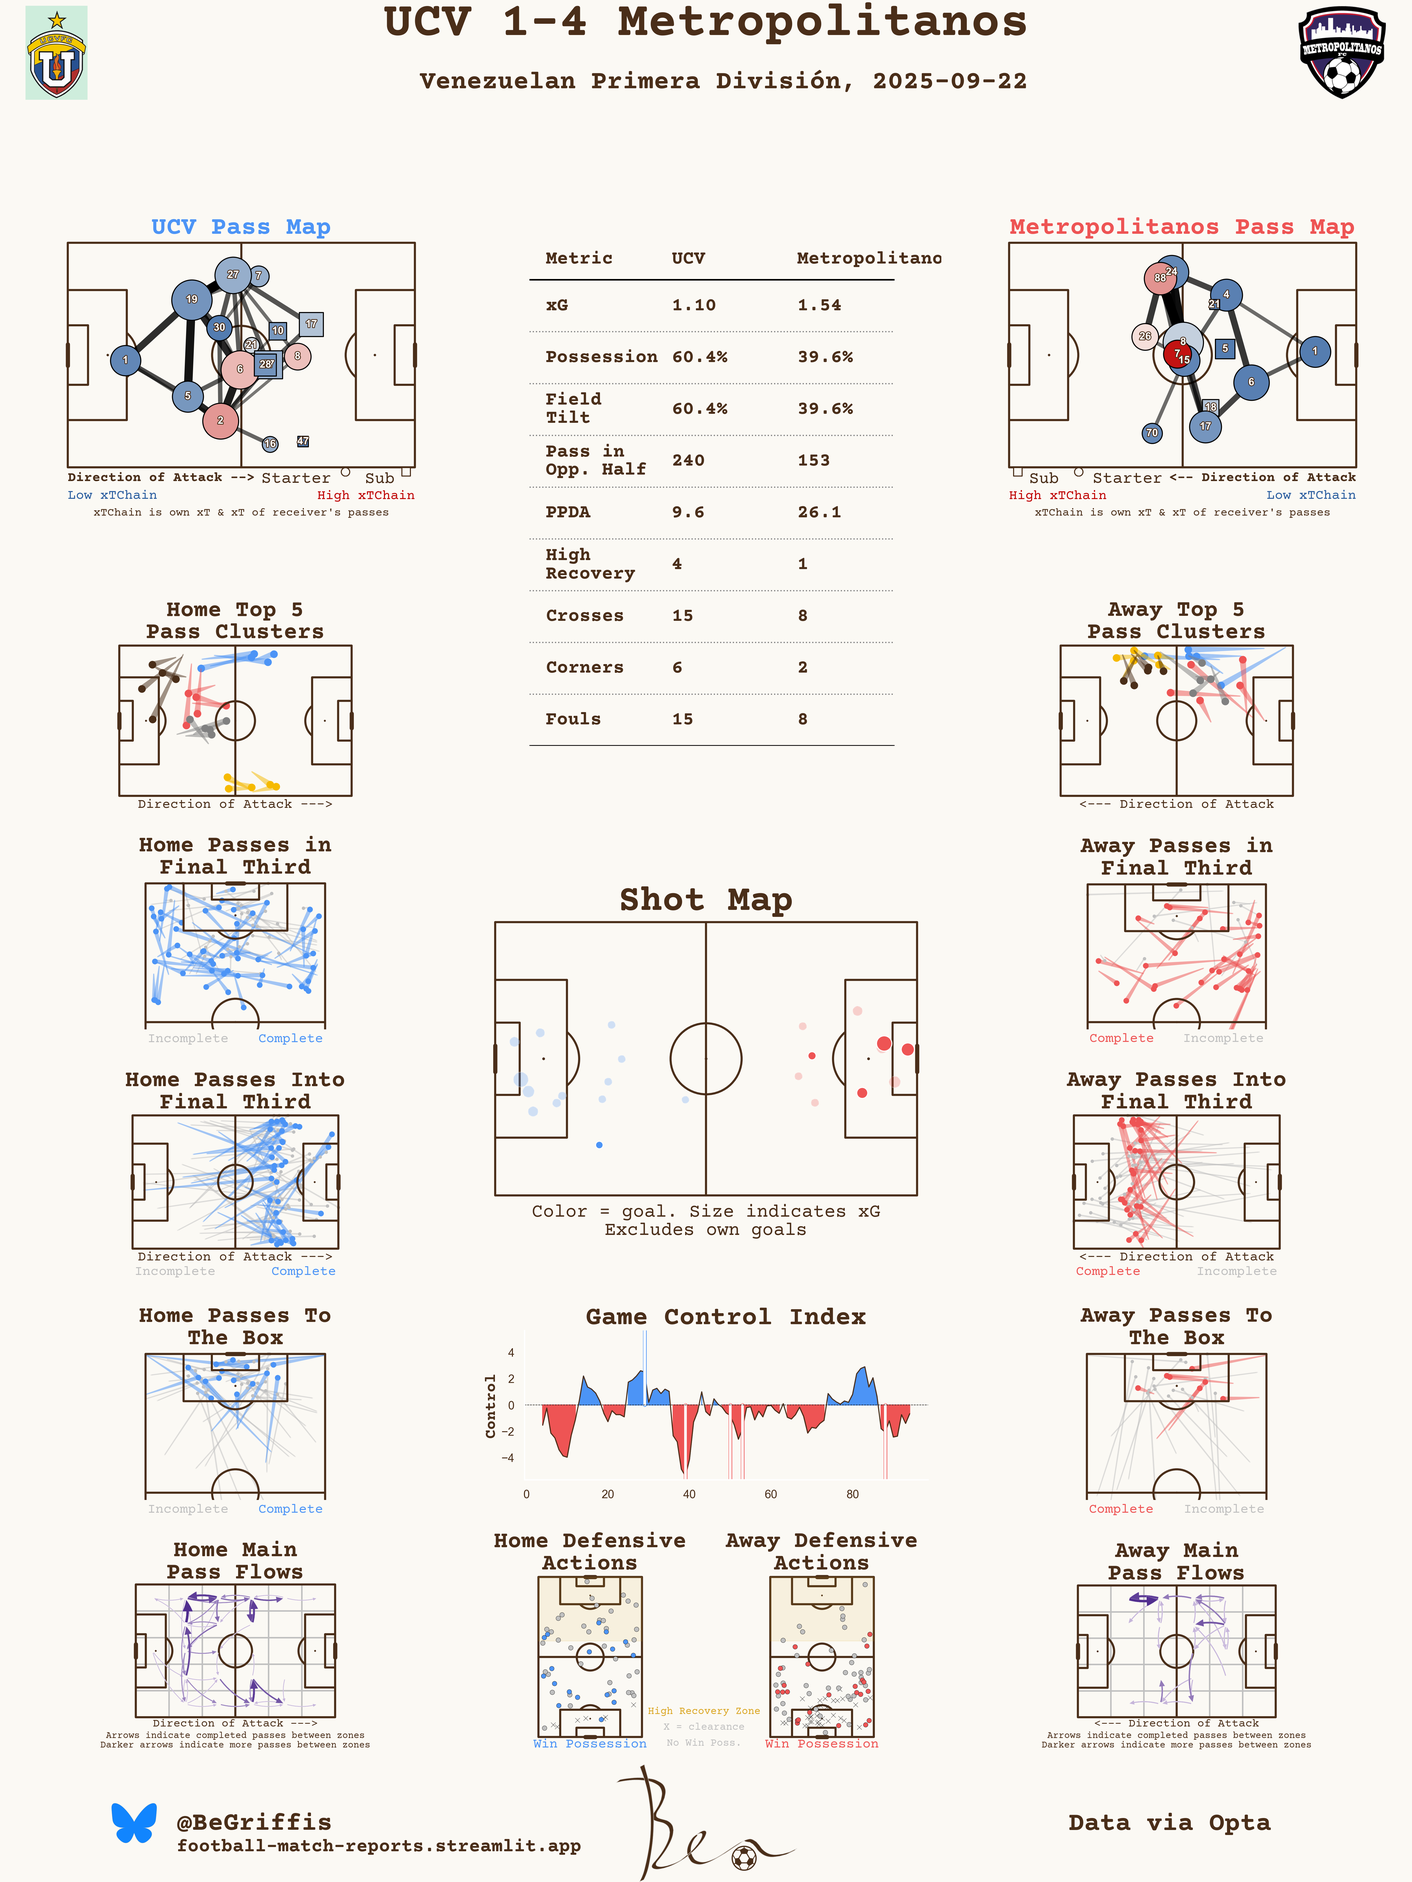 UCV 1-4 Metropolitanos
Venezuelan Primera División, 2025-09-22
METROPOLITANOS
FC
UCV Pass Map
27
7
19
30
10
17
21
1
28
8
6
5
2
16
47
Direction of Attack --> Starter Sub
Low xTChain High xTChain
xTChain is own xT & xT of receiver's passes
Metric UCV Metropolitano
xG 1.10 1.54
Possession 60.4% 39.6%
Field
Tilt 60.4% 39.6%
Pass in
Opp. Half 240 153
PPDA 9.6 26.1
High
Recovery 4 1
Crosses 15 8
Corners 6 2
Fouls 15 8
Metropolitanos Pass Map
24
88
4
21
26
8
7
15
5
1
6
18
17
70
Sub Starter <-- Direction of Attack
High xTChain Low xTChain
xTChain is own xT & xT of receiver's passes
Home Top 5
Pass Clusters
Direction of Attack --->
Away Top 5
Pass Clusters
<--- Direction of Attack
Home Passes in
Final Third
Incomplete Complete
Shot Map
Color = goal. Size indicates xG
Excludes own goals
Away Passes in
Final Third
Complete Incomplete
Home Passes Into
Final Third
Direction of Attack --->
Incomplete Complete
Away Passes Into
Final Third
<--- Direction of Attack
Complete Incomplete
Home Passes To
The Box
Incomplete Complete
Game Control Index
Control
4
2
0
−2
−4
0 20 40 60 80
Away Passes To
The Box
Complete Incomplete
Home Main
Pass Flows
Direction of Attack --->
Arrows indicate completed passes between zones
Darker arrows indicate more passes between zones
Home Defensive
Actions
Win Possession
High Recovery Zone
X = clearance
No Win Poss.
Away Defensive
Actions
Win Possession
Away Main
Pass Flows
<--- Direction of Attack
Arrows indicate completed passes between zones
Darker arrows indicate more passes between zones
@BeGriffis
football-match-reports.streamlit.app
Ben
Data via Opta